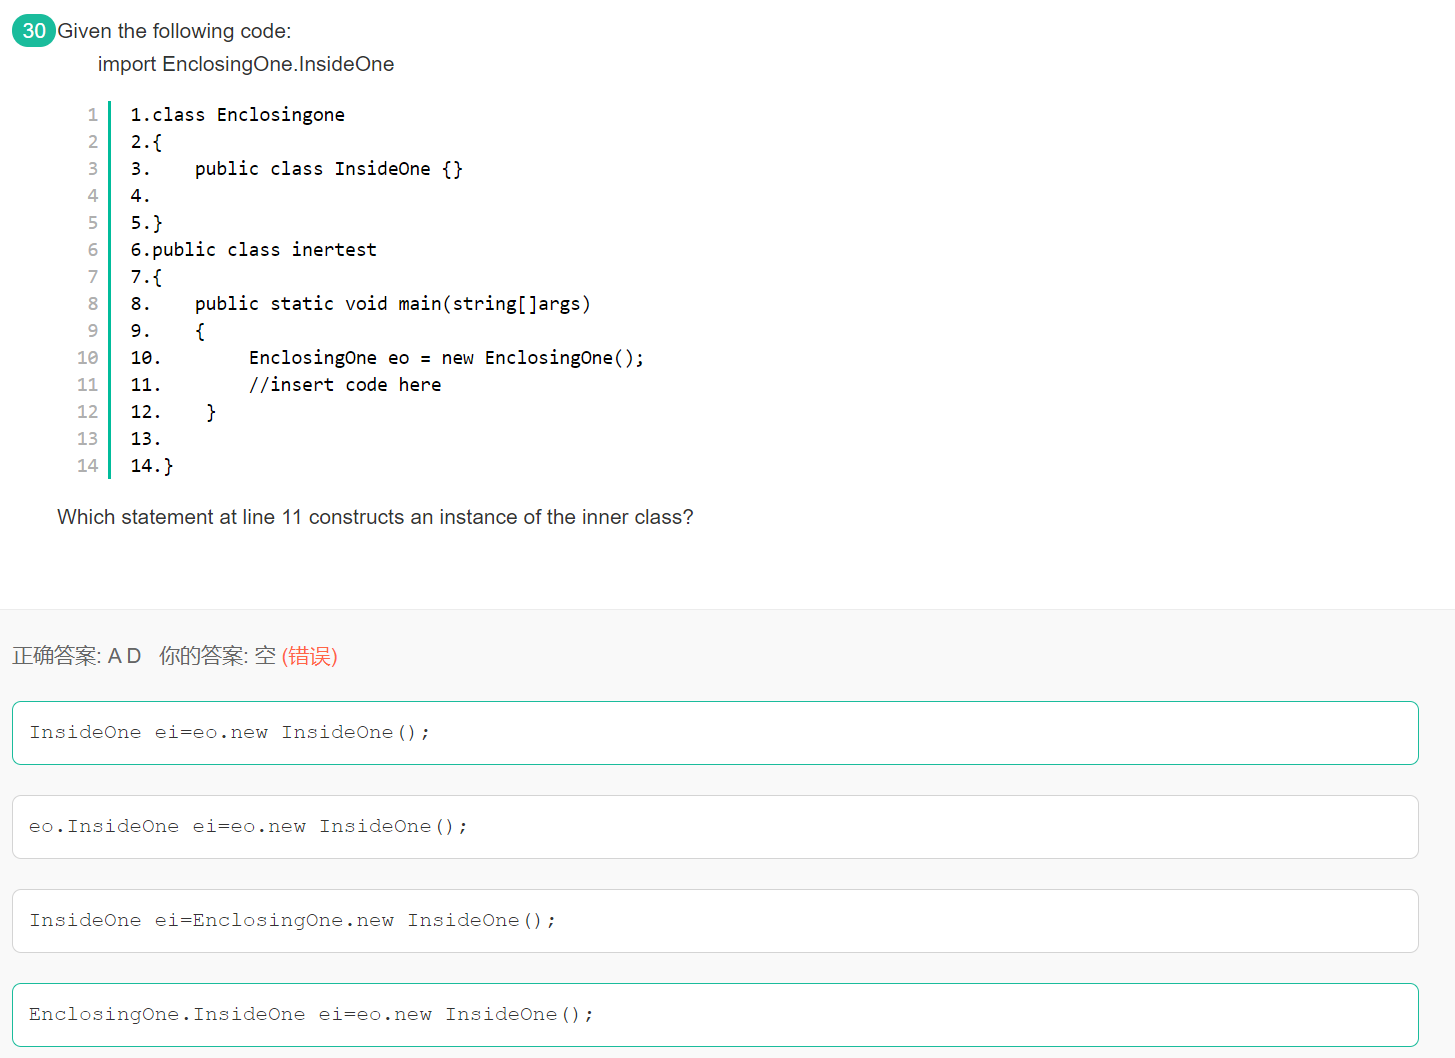 30 Given the following code:
import EnclosingOne.InsideOne
1 1.class Enclosingone
2 2.{
3 3.    public class InsideOne {}
4 4.
5 5.}
6 6.public class inertest
7 7.{
8 8.    public static void main(string[]args)
9 9.    {
10 10.        EnclosingOne eo = new EnclosingOne();
11 11.        //insert code here
12 12.    }
13 13.
14 14.}
Which statement at line 11 constructs an instance of the inner class?
正确答案: A D 你的答案: 空 (错误)
InsideOne ei=eo.new InsideOne();
eo.InsideOne ei=eo.new InsideOne();
InsideOne ei=EnclosingOne.new InsideOne();
EnclosingOne.InsideOne ei=eo.new InsideOne();